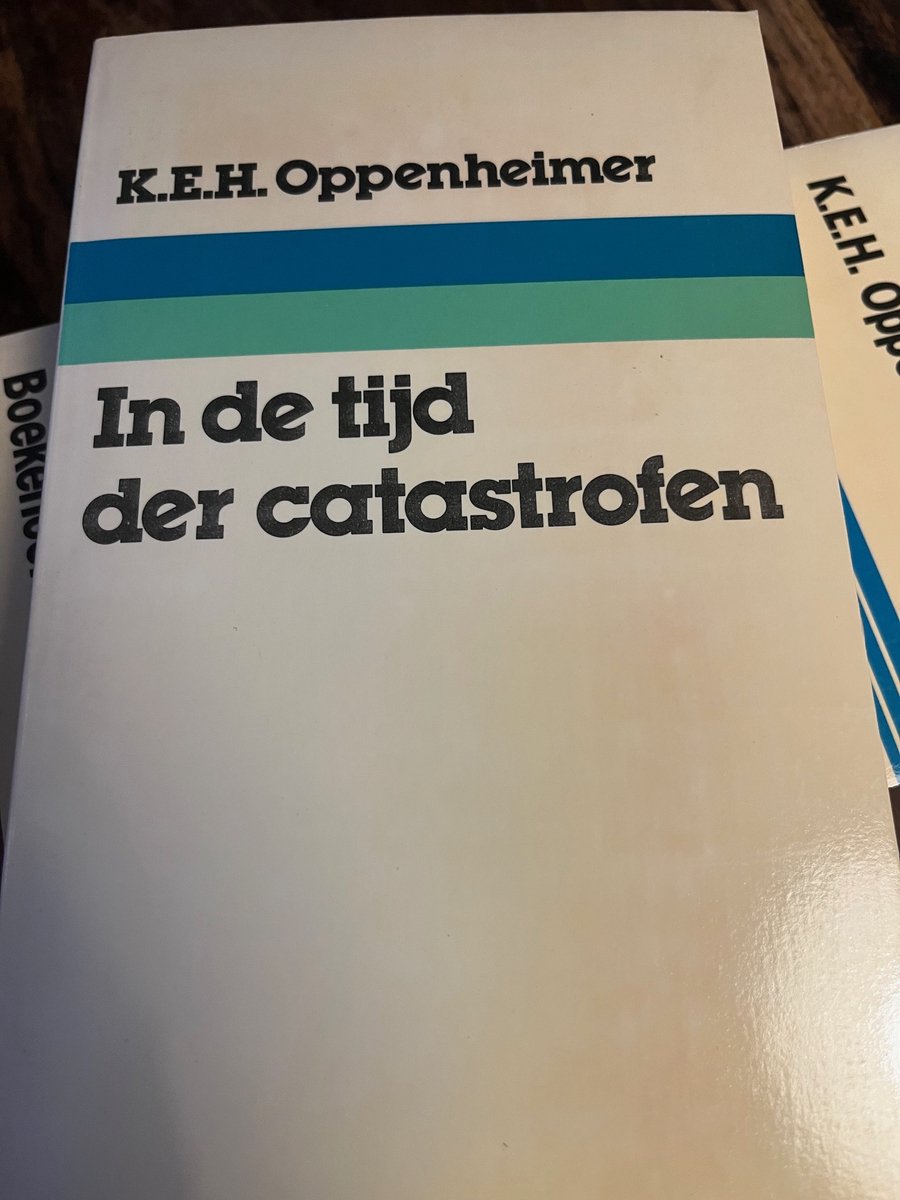 K.E.H. Oppenheimer
In de tijd
der catastrofen
K.E.H.